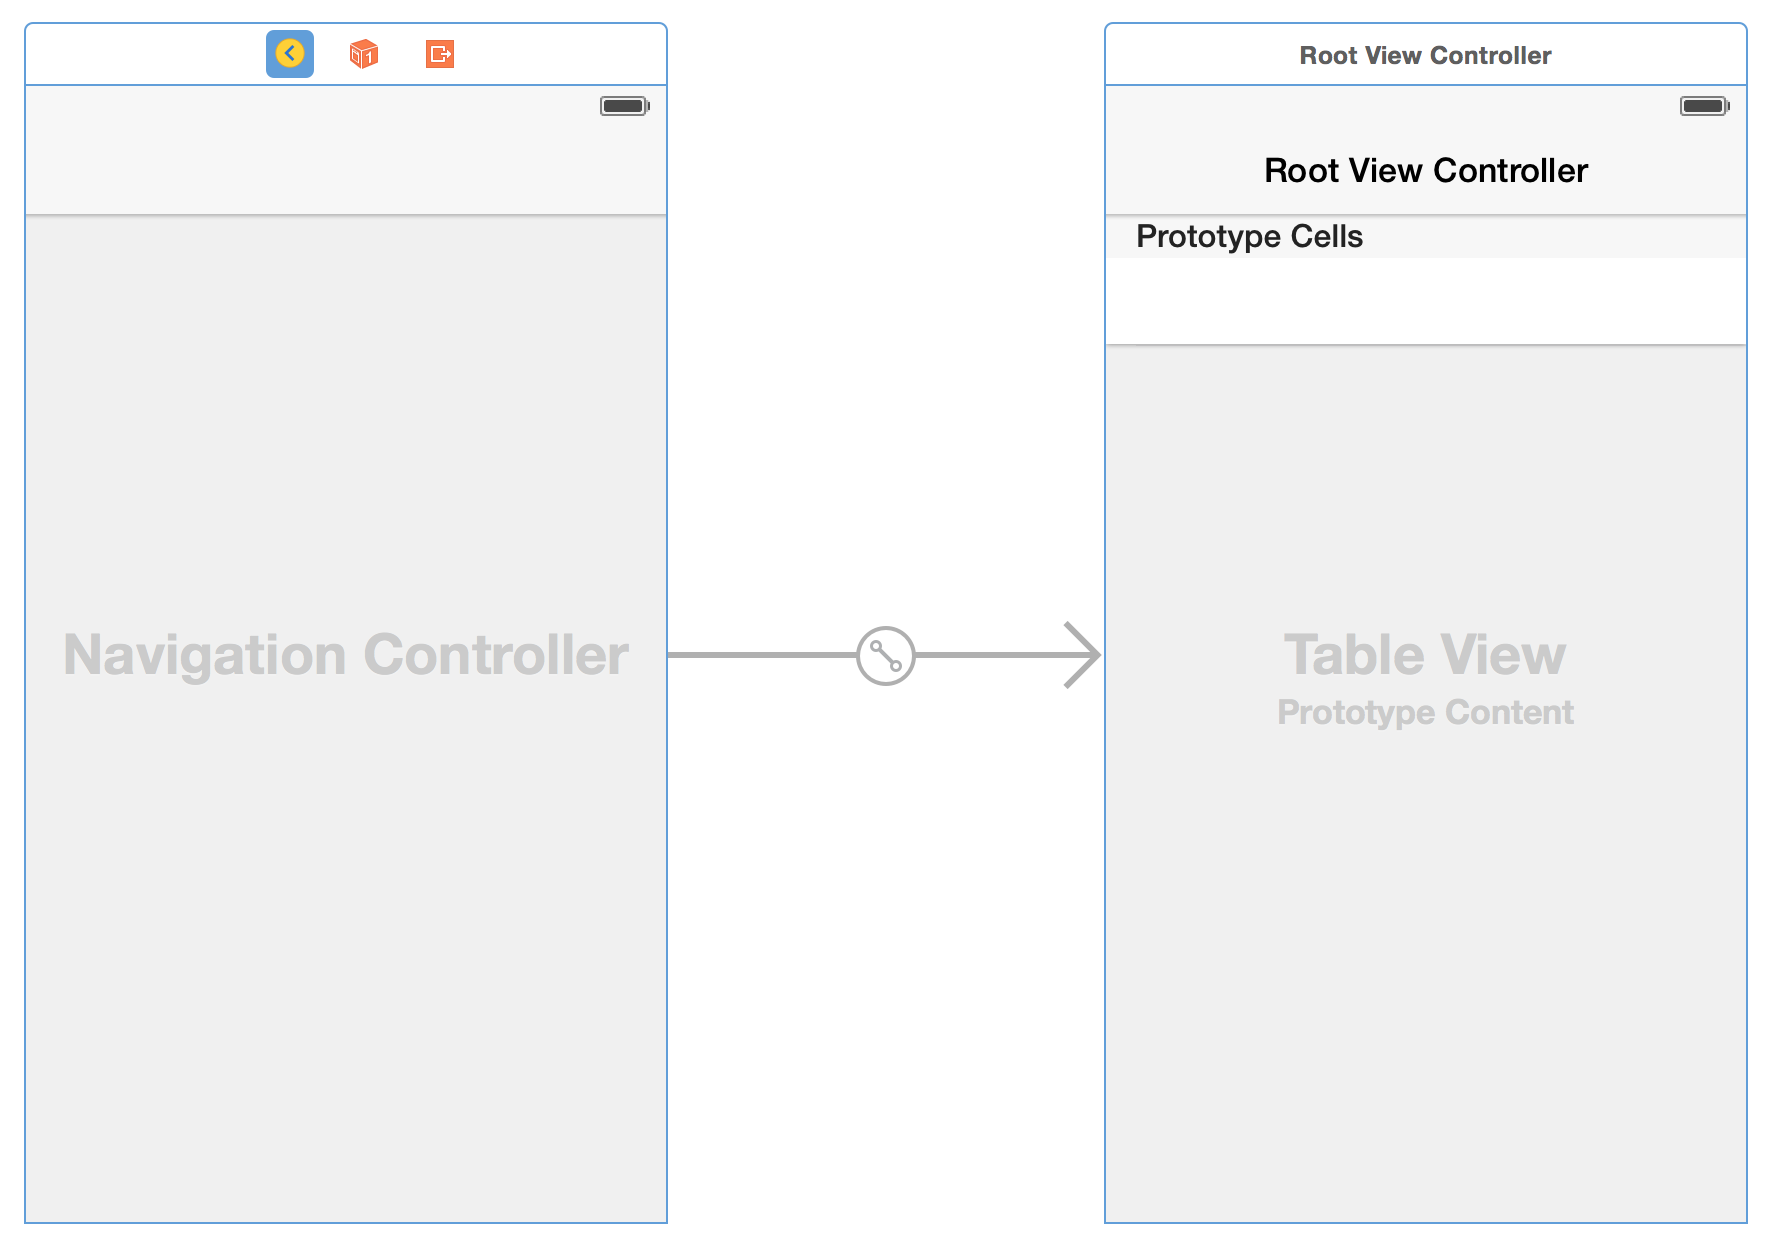 Root View Controller
Root View Controller
Prototype Cells
Navigation Controller
Table View
Prototype Content